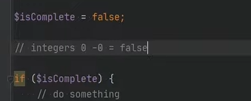 $isComplete = false;
// integers 0 -0 = false
if ($isComplete) {
// do something